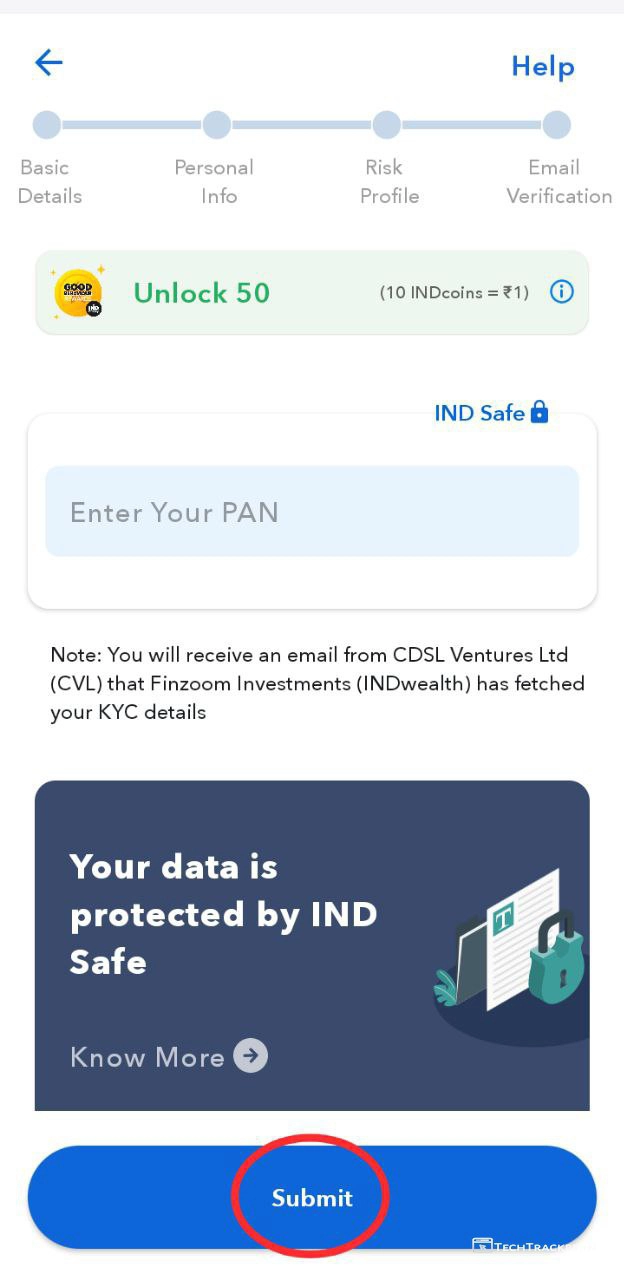 Help
Basic Details
Personal Info
Risk Profile
Email Verification
GOOD
IND
Unlock 50
(10 INDcoins = ₹1)
IND Safe
Enter Your PAN
Note: You will receive an email from CDSL Ventures Ltd
(CVL) that Finzoom Investments (INDwealth) has fetched
your KYC details
Your data is
protected by IND
Safe
T
Know More
Submit